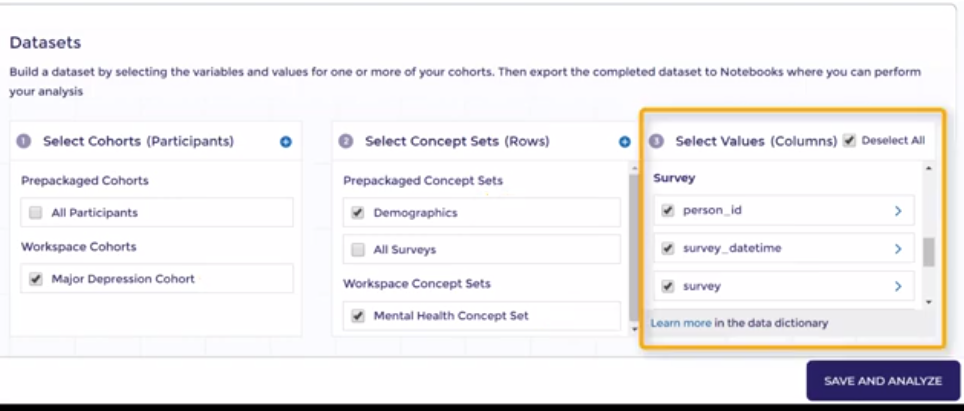 Datasets
Build a dataset by selecting the variables and values for one or more of your cohorts. Then export the completed dataset to Notebooks where you can perform
your analysis
1 Select Cohorts (Participants)
Prepackaged Cohorts
All Participants
Workspace Cohorts
Major Depression Cohort
2 Select Concept Sets (Rows)
Prepackaged Concept Sets
Demographics
All Surveys
Workspace Concept Sets
Mental Health Concept Set
3 Select Values (Columns) Deselect All
Survey
person_id
survey_datetime
survey
Learn more in the data dictionary
SAVE AND ANALYZE